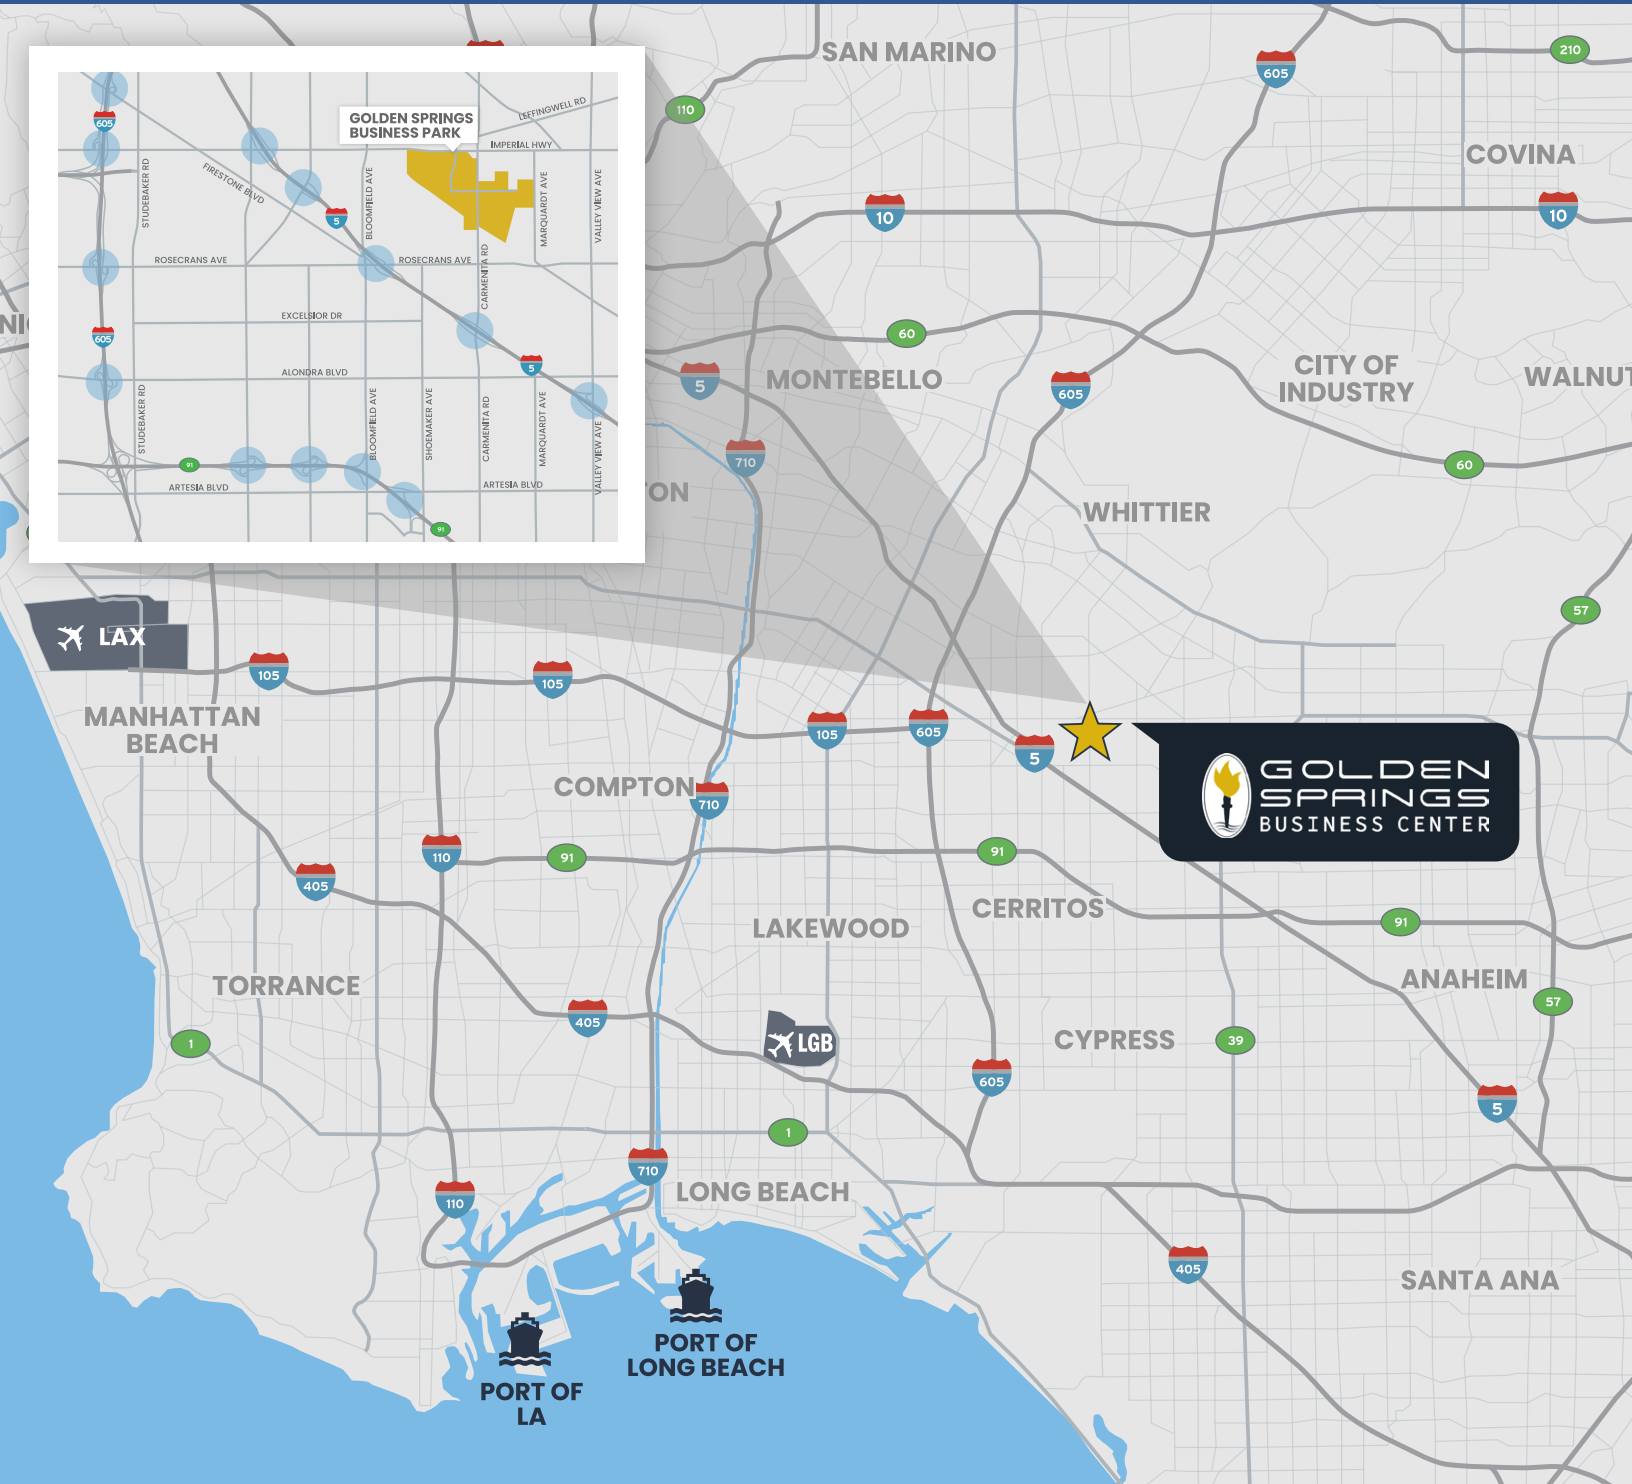 SAN MARINO
605
210
110
COVINA
10
10
60
5
MONTEBELLO
605
CITY OF
INDUSTRY
WALNUT
710
60
WHITTIER
57
605
LEFFINGWELL RD
GOLDEN SPRINGS
BUSINESS PARK
IMPERIAL HWY
STUDEBAKER RD
FIRESTONE BLVD
BLOOMFIELD AVE
MARQUARDT AVE
VALLEY VIEW AVE
5
ROSECRANS AVE
ROSECRANS AVE
CARMENITA RD
EXCELSIOR DR
605
5
ALONDRA BLVD
STUDEBAKER RD
BLOOMFIELD AVE
SHOEMAKER AVE
CARMENITA RD
MARQUARDT AVE
VALLEY VIEW AVE
91
ARTESIA BLVD
ARTESIA BLVD
91
LAX
105
105
MANHATTAN
BEACH
105
605
5
GOLDEN
SPRINGS
BUSINESS CENTER
COMPTON
710
110
91
91
405
CERRITOS
LAKEWOOD
91
TORRANCE
ANAHEIM
57
405
1
LGB
CYPRESS
39
605
5
1
710
LONG BEACH
110
405
SANTA ANA
PORT OF
LONG BEACH
PORT OF
LA